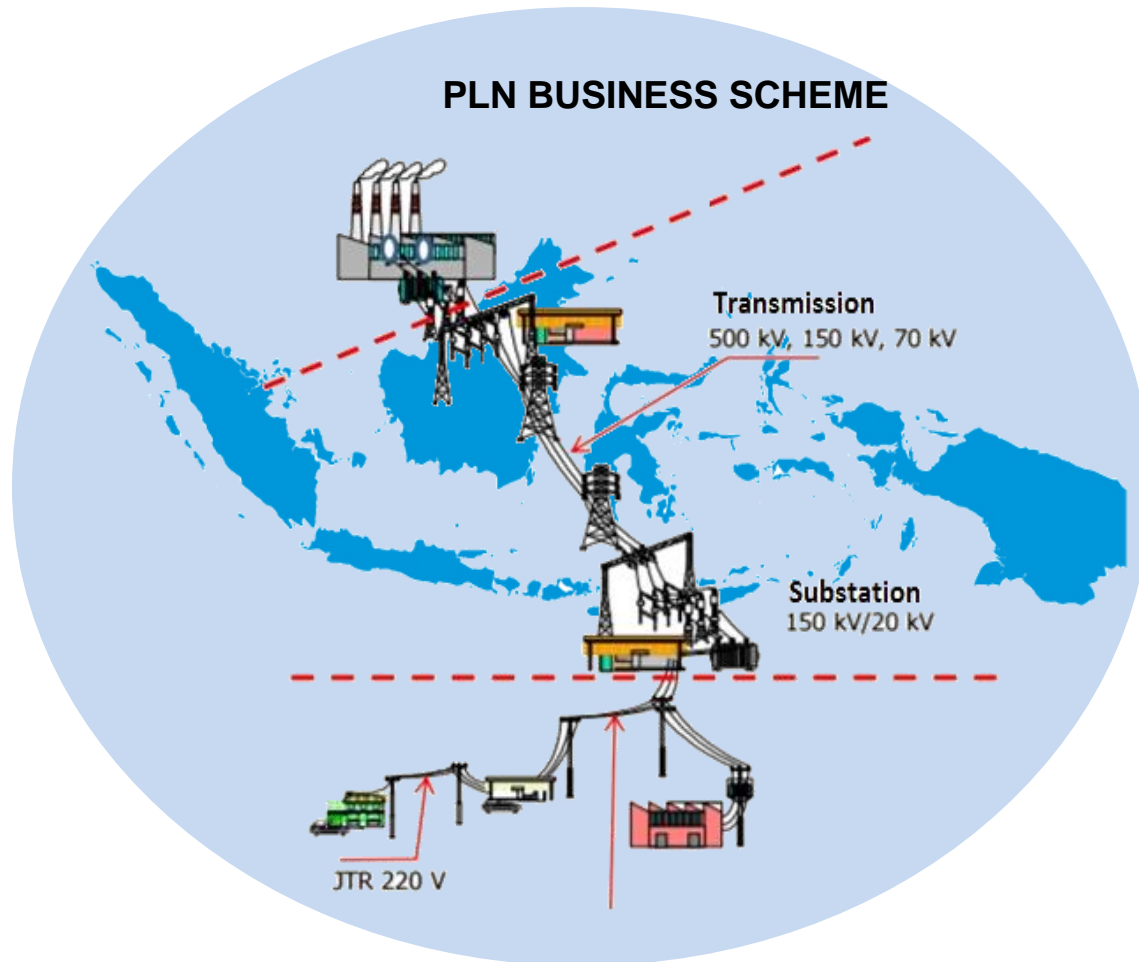 PLN BUSINESS SCHEME
Transmission
500 kV, 150 kV, 70 kV
Substation
150 kV/20 kV
JTR 220 V